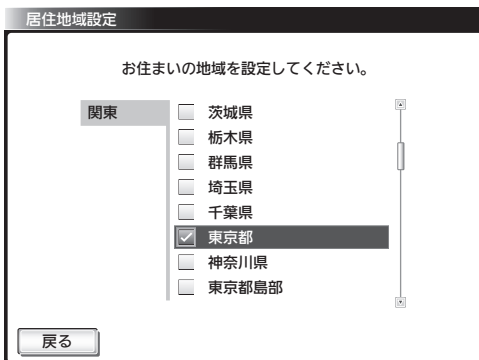 居住地域設定
お住まいの地域を設定してください。
関東
茨城県
栃木県
群馬県
埼玉県
千葉県
東京都
神奈川県
東京都島部
戻る